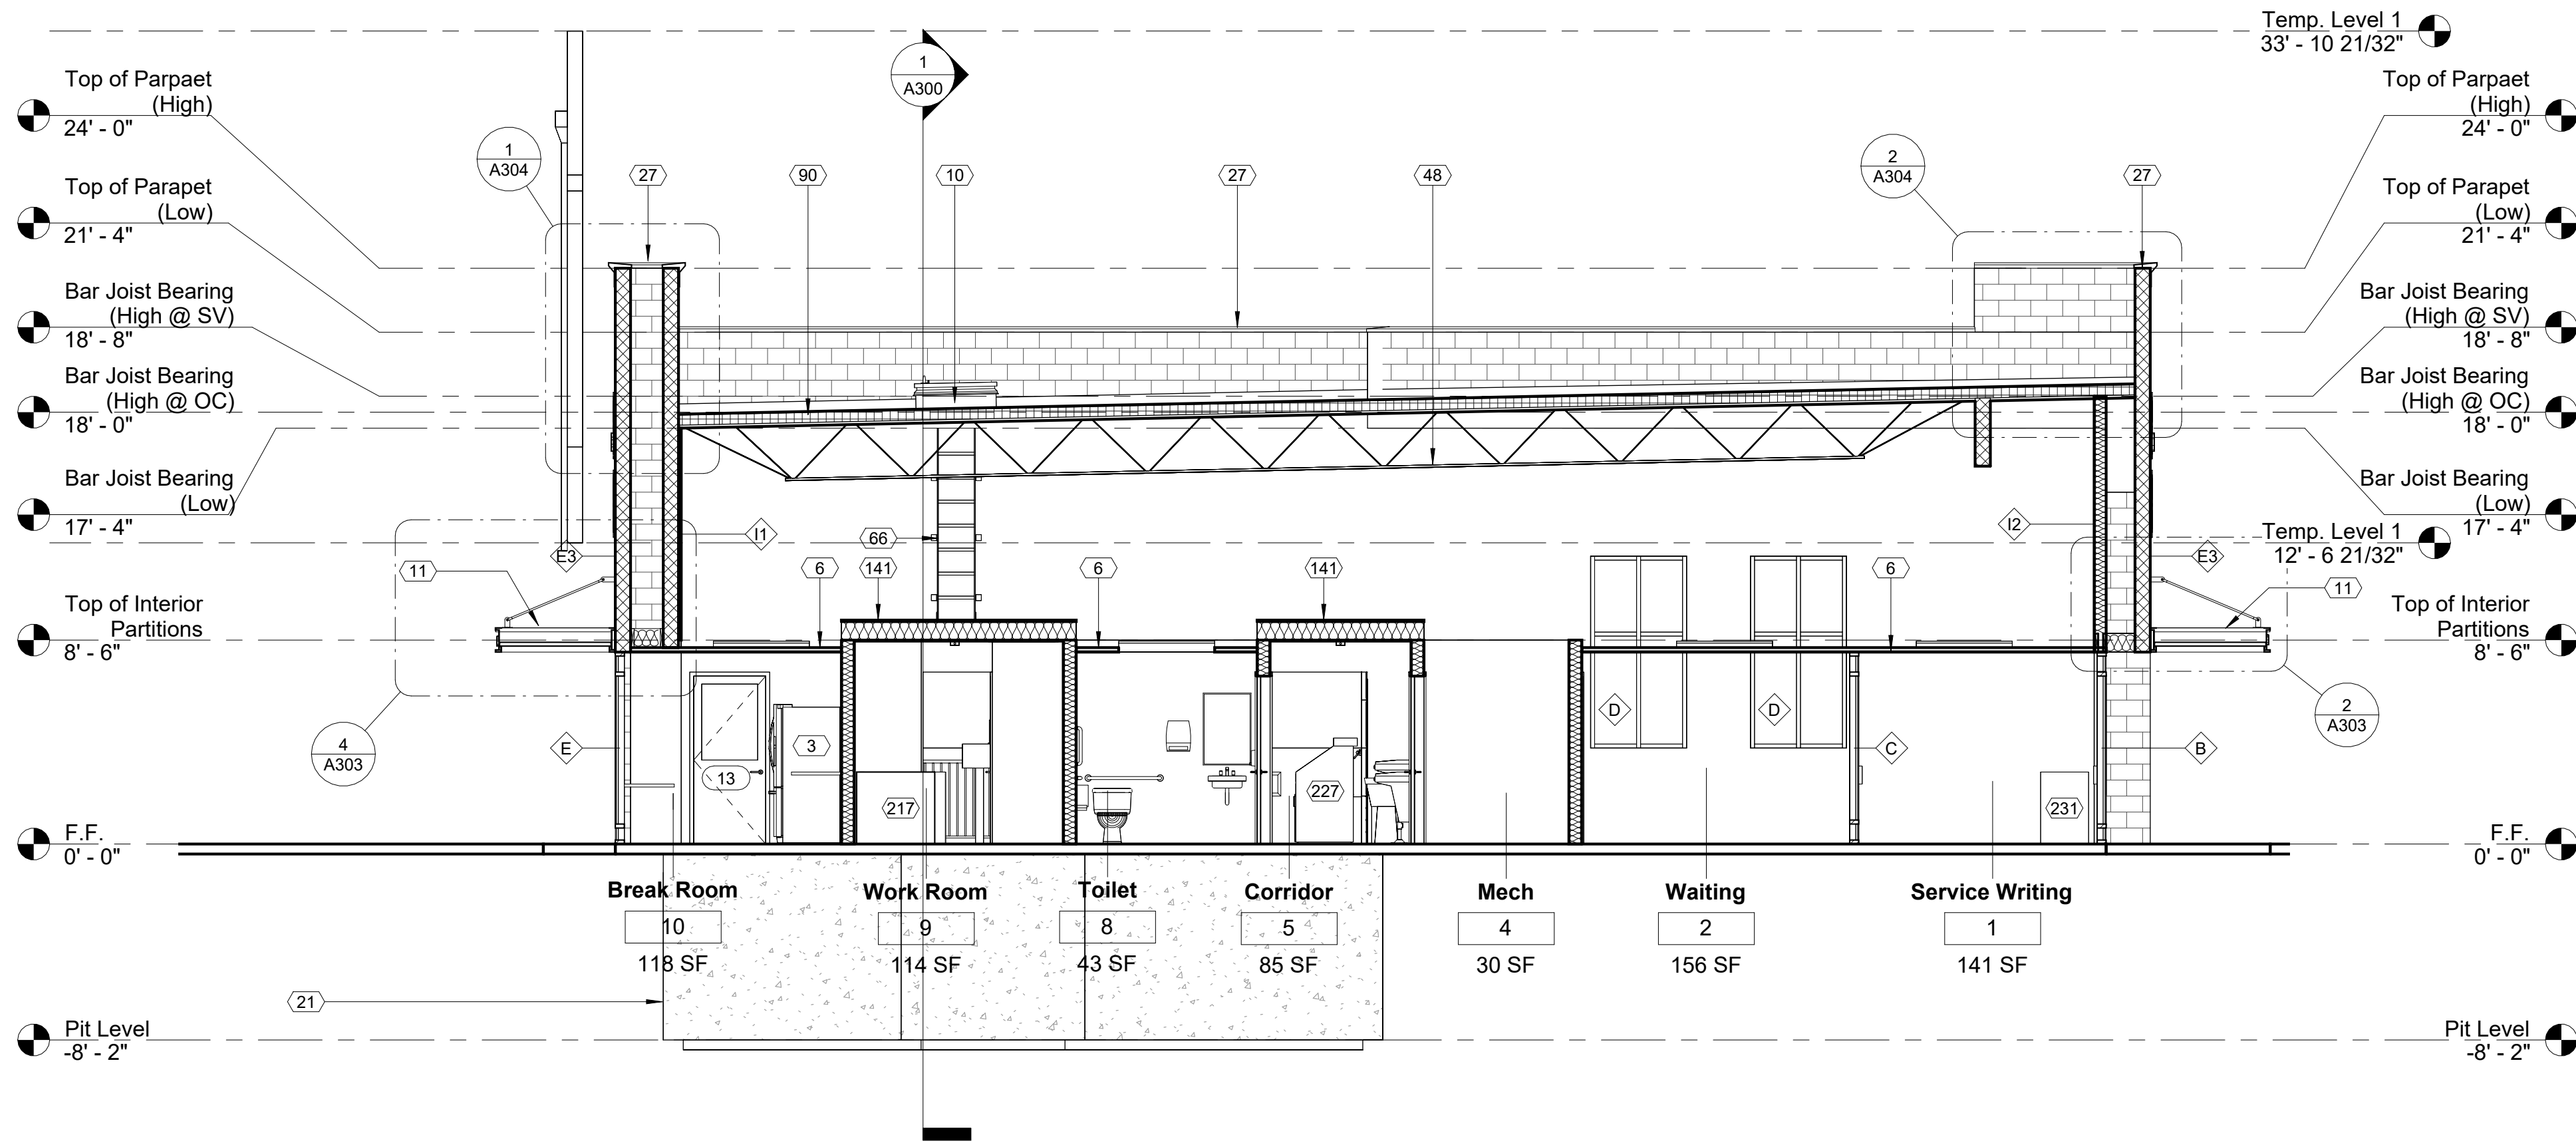 Temp. Level 1
33' - 10 21/32"
Top of Parpaet
(High)
24' - 0"
1
A300
Top of Parpaet
(High)
24' - 0"
1
A304
27
90
10
27
48
2
A304
27
Top of Parapet
(Low)
21' - 4"
Top of Parapet
(Low)
21' - 4"
Bar Joist Bearing
(High @ SV)
18' - 8"
Bar Joist Bearing
(High @ SV)
18' - 8"
Bar Joist Bearing
(High @ OC)
18' - 0"
Bar Joist Bearing
(High @ OC)
18' - 0"
Bar Joist Bearing
(Low)
17' - 4"
Bar Joist Bearing
(Low)
17' - 4"
I1
66
I2
Temp. Level 1
12' - 6 21/32"
E3
E3
11
6
141
6
141
6
11
Top of Interior
Partitions
8' - 6"
Top of Interior
Partitions
8' - 6"
4
A303
E
13
3
217
227
D
D
C
231
B
2
A303
F.F.
0' - 0"
F.F.
0' - 0"
Break Room
10
118 SF
Work Room
9
114 SF
Toilet
8
43 SF
Corridor
5
85 SF
Mech
4
30 SF
Waiting
2
156 SF
Service Writing
1
141 SF
21
Pit Level
-8' - 2"
Pit Level
-8' - 2"